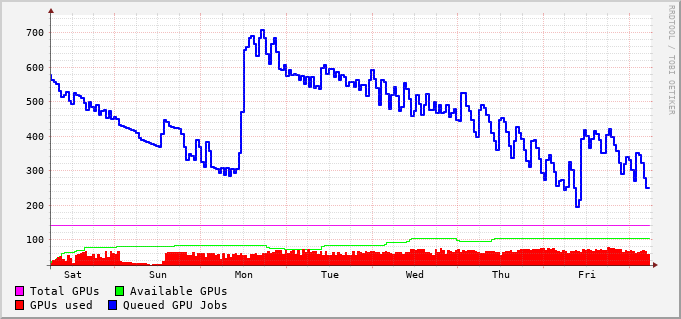 700
600
500
400
300
200
100
Sat Sun Mon Tue Wed Thu Fri
Total GPUs Available GPUs
GPUs used Queued GPU Jobs
RRDTOOL / TOBI OETIKER